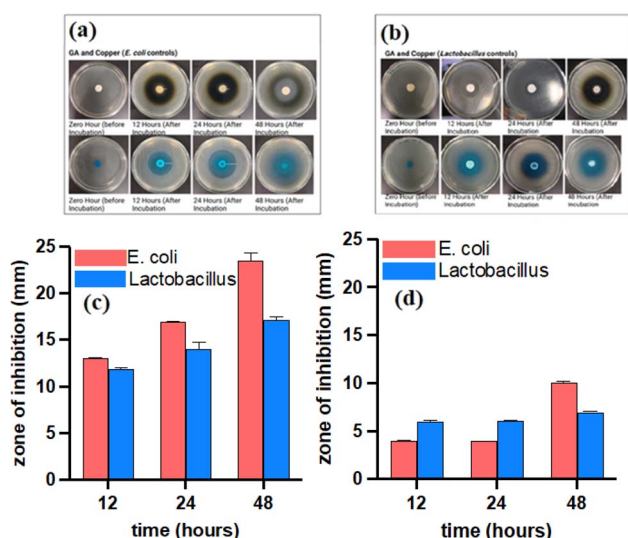 (a)
GA and Copper (E. coli controls)
Zero Hour (before Incubation)
12 Hours (After Incubation)
24 Hours (After Incubation)
48 Hours (After Incubation)
Zero Hour (before Incubation)
12 Hours (After Incubation
24 Hours (After Incubation
48 Hours (After Incubation
(b)
GA and Copper (Lactobacillus controls)
Zero Hour (before Incubation)
12 Hours (After Incubation
24 Hours (After Incubation
48 Hours (After Incubation
Zero Hour (before Incubation)
12 Hours (After Incubation
24 Hours (After Incubation
48 Hours (After Incubation
zone of inhibition (mm)
25
20
15
10
5
0
E. coli
Lactobacillus
(c)
12
24
48
time (hours)
zone of inhibition (mm)
25
20
15
10
5
0
E. coli
Lactobacillus
(d)
12
24
48
time (hours)